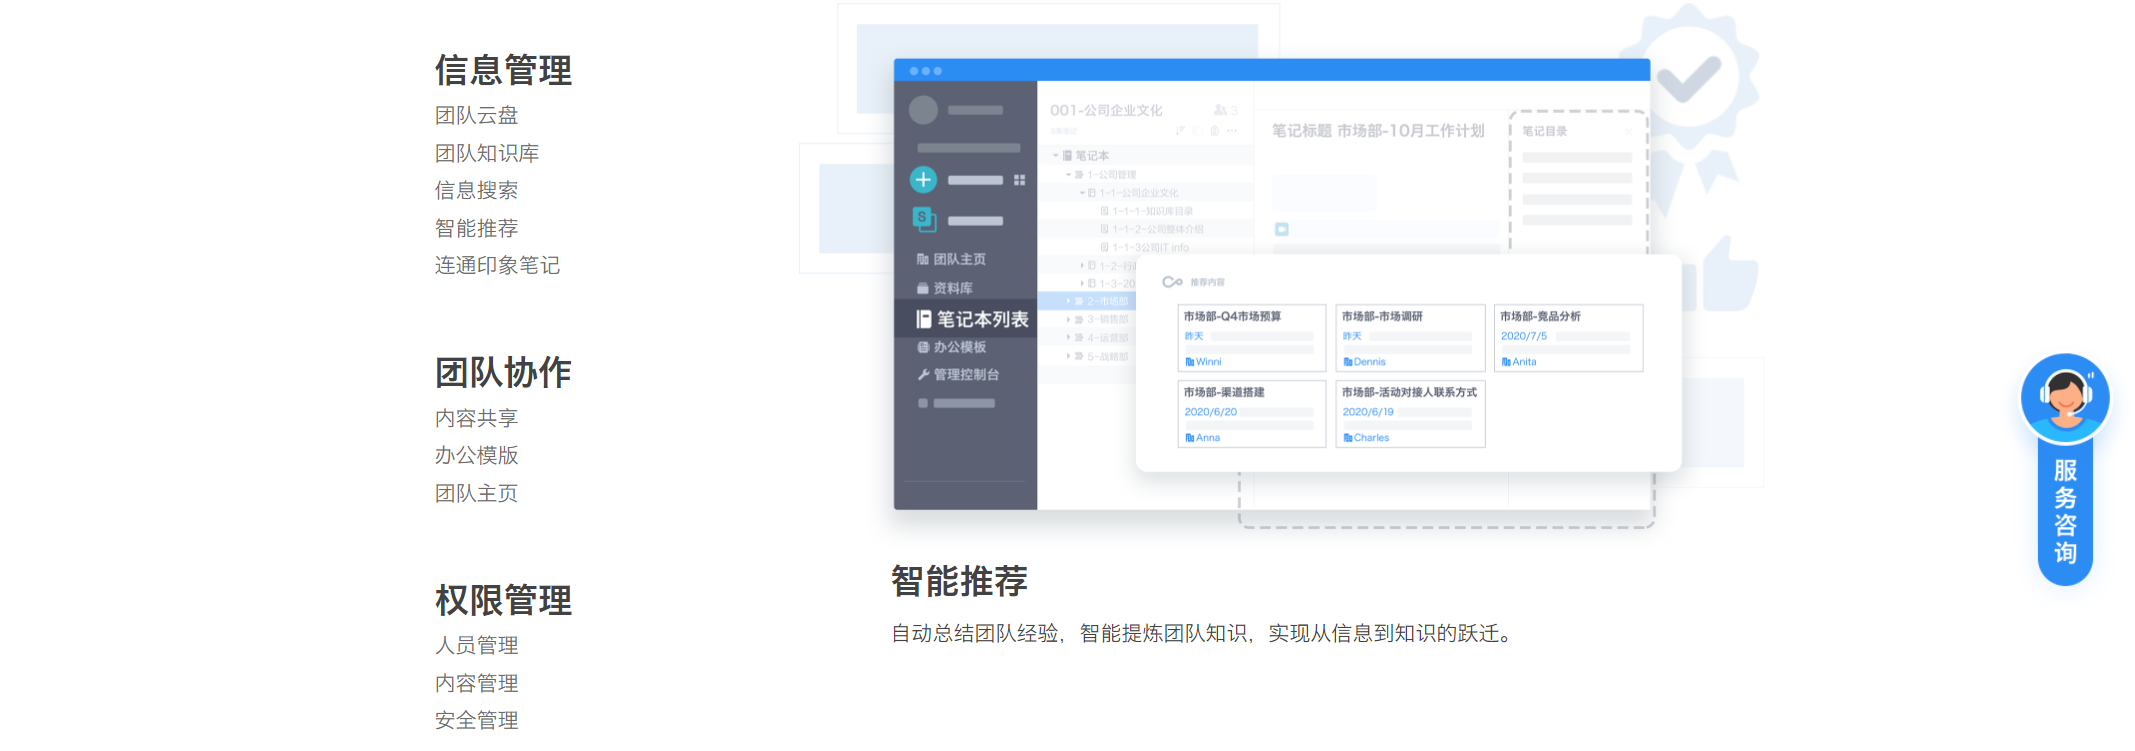 信息管理
团队云盘
团队知识库
信息搜索
智能推荐
连通印象笔记
团队协作
内容共享
办公模版
团队主页
权限管理
人员管理
内容管理
安全管理
团队主页
资料库
笔记本列表
办公模板
管理控制台
001-公司企业文化
3
笔记本
1-公司管理
1-1-公司企业文化
1-1-1-知识库目录
1-1-2-公司整体介绍
1-1-3公司IT info
1-2-行
1-3-20
2-市场部
3-销售部
4-运营部
5-战略部
笔记标题 市场部-10月工作计划
笔记目录
推荐内容
市场部-Q4市场预算
昨天
Winni
市场部-市场调研
昨天
Dennis
市场部-竞品分析
2020/7/5
Anita
市场部-渠道搭建
2020/6/20
Anna
市场部-活动对接人联系方式
2020/6/19
Charles
智能推荐
自动总结团队经验，智能提炼团队知识，实现从信息到知识的跃迁。
服务咨询